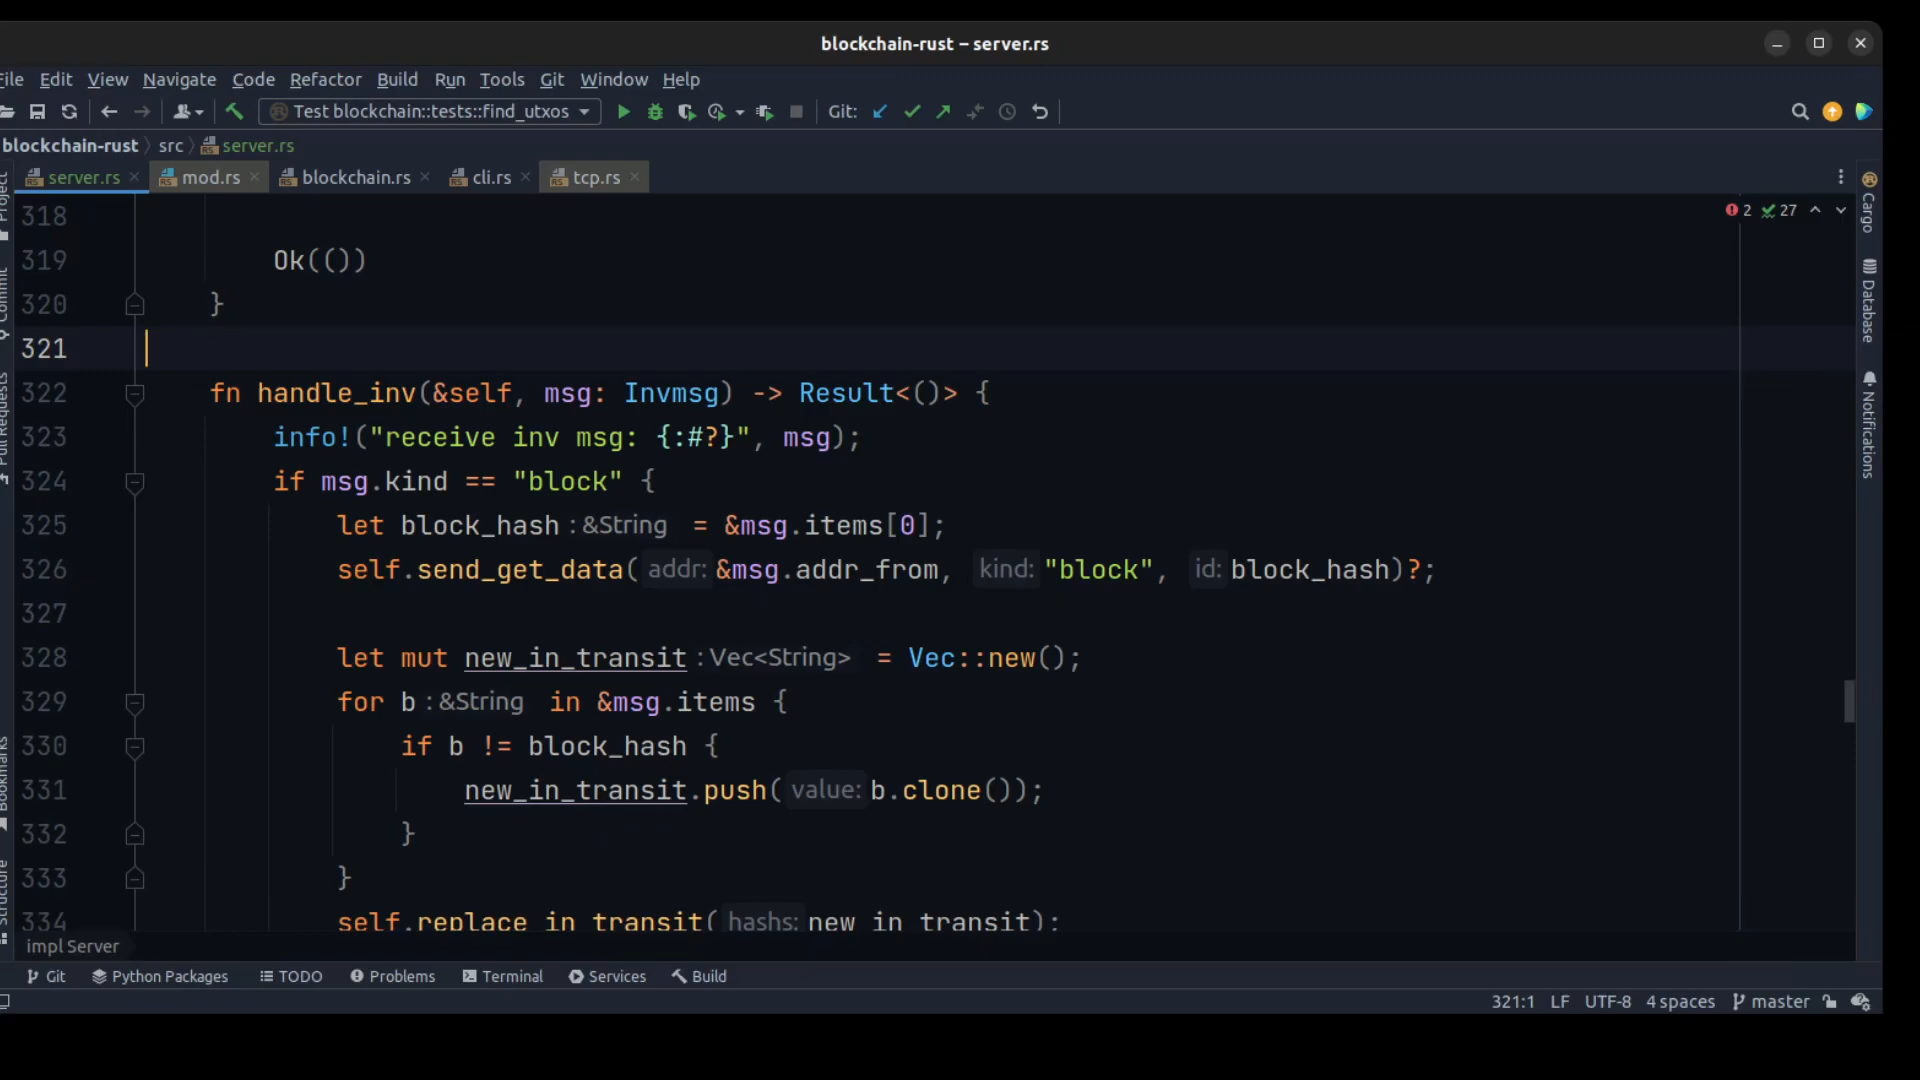 blockchain-rust – server.rs
File Edit View Navigate Code Refactor Build Run Tools Git Window Help
Test blockchain::tests::find_utxos Git:
blockchain-rust src server.rs
server.rs mod.rs blockchain.rs cli.rs tcp.rs
2 27
318
319 Ok(())
320 }
321
322 fn handle_inv(&self, msg: Invmsg) -> Result<()> {
323 info!("receive inv msg: {:#?}", msg);
324 if msg.kind == "block" {
325 let block_hash : &String = &msg.items[0];
326 self.send_get_data( addr: &msg.addr_from, kind: "block", id: block_hash)?;
327
328 let mut new_in_transit : Vec<String> = Vec::new();
329 for b : &String in &msg.items {
330 if b != block_hash {
331 new_in_transit.push( value: b.clone());
332 }
333 }
334 self.replace_in_transit( hashs: new_in_transit);
impl Server
Project
Commit
Pull Requests
Bookmarks
Structure
Cargo
Database
Notifications
Git Python Packages TODO Problems Terminal Services Build
321:1 LF UTF-8 4 spaces master